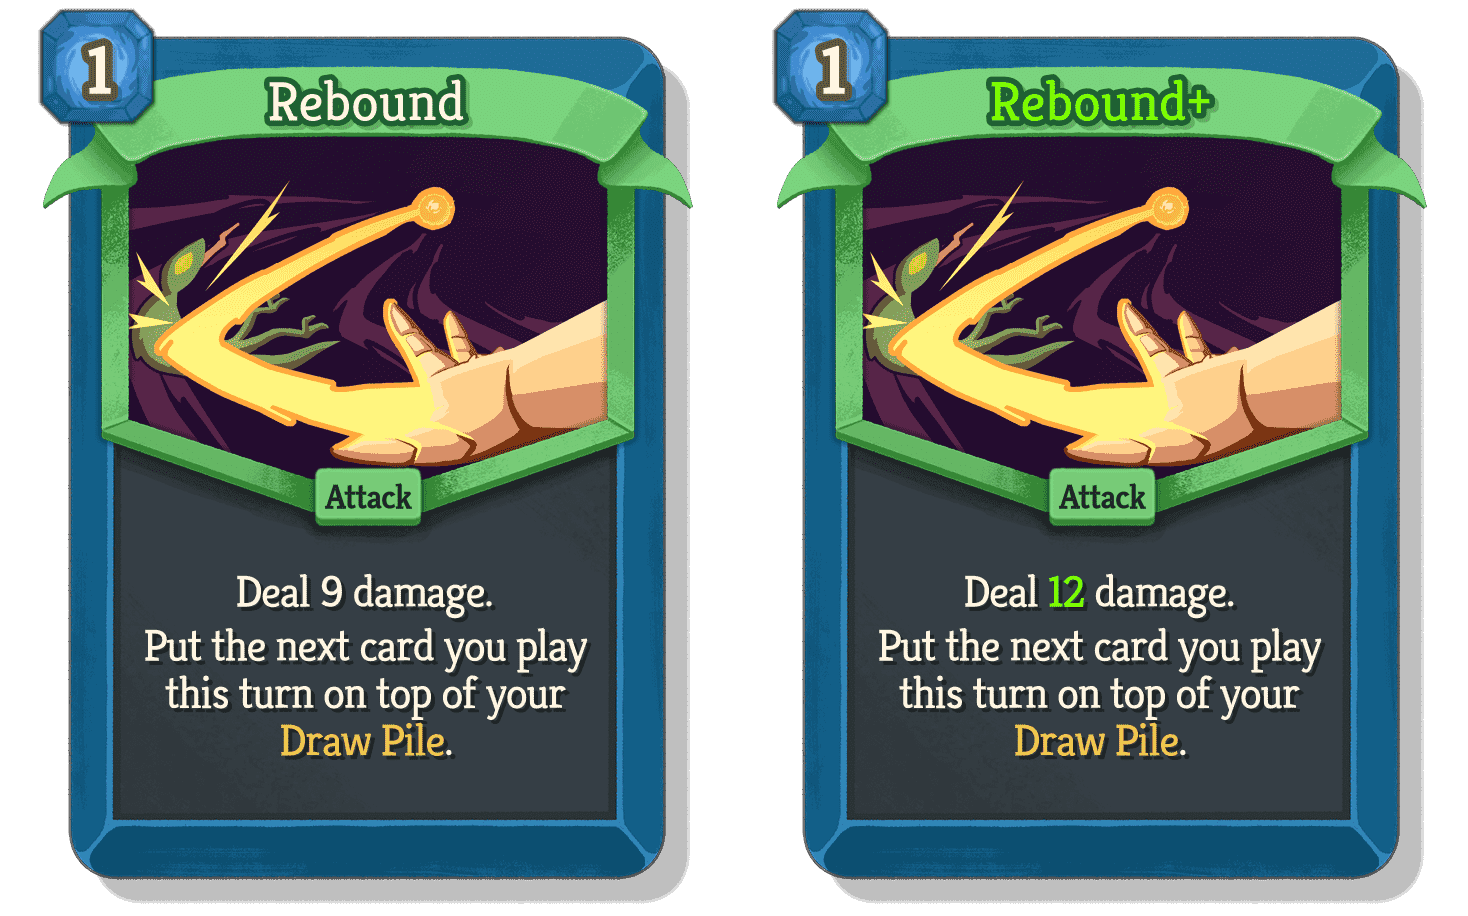 1
Rebound
Attack
Deal 9 damage.
Put the next card you play
this turn on top of your
Draw Pile.
1
Rebound+
Attack
Deal 12 damage.
Put the next card you play
this turn on top of your
Draw Pile.